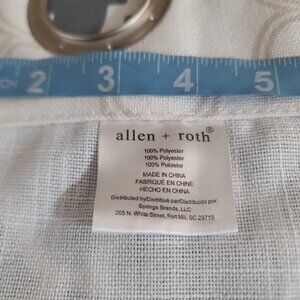 2 3 4 5
allen + roth®
100% Polyester
100% Polyester
100% Polyester
MADE IN CHINA
FABRIQUÉ EN CHINE
HECHO EN CHINA
Distributed by/Distribué par/Distribuido por:
Springs Brands, LLC
205 N. White Street, Fort Mill, SC 29715